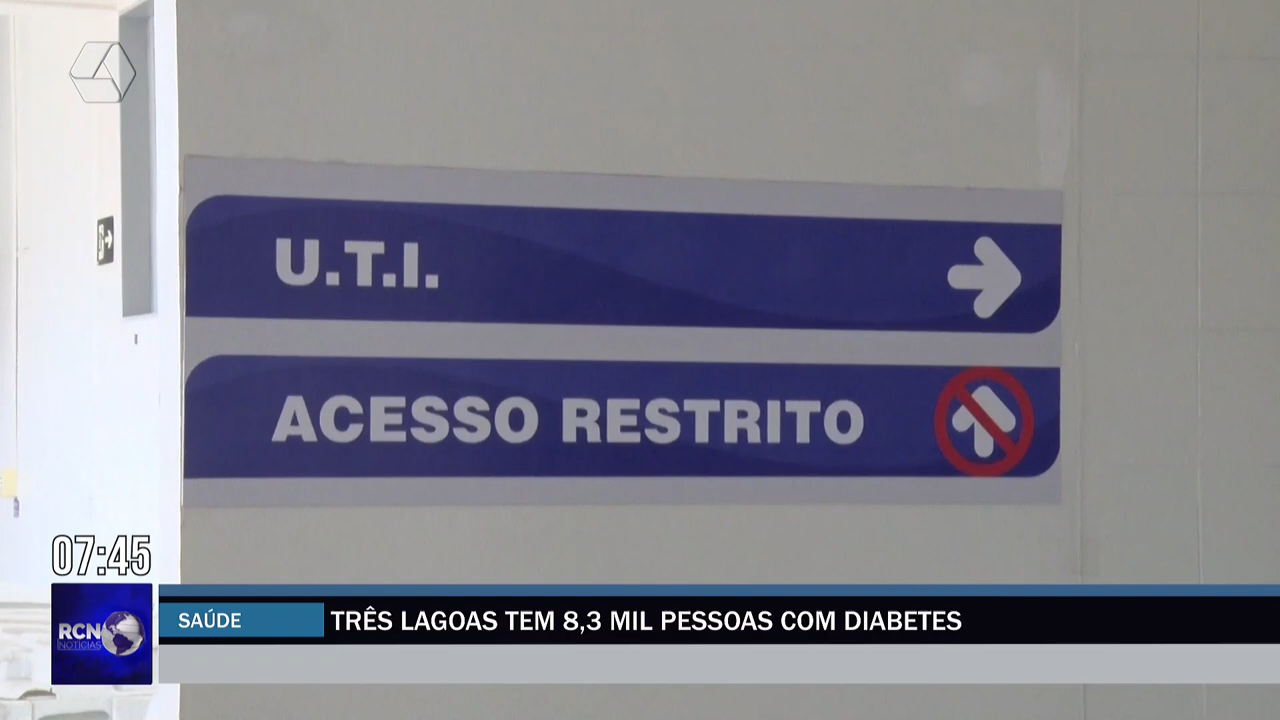 U.T.I.
ACESSO RESTRITO
07:45
RCN
NOTÍCIAS
SAÚDE
TRÊS LAGOAS TEM 8,3 MIL PESSOAS COM DIABETES